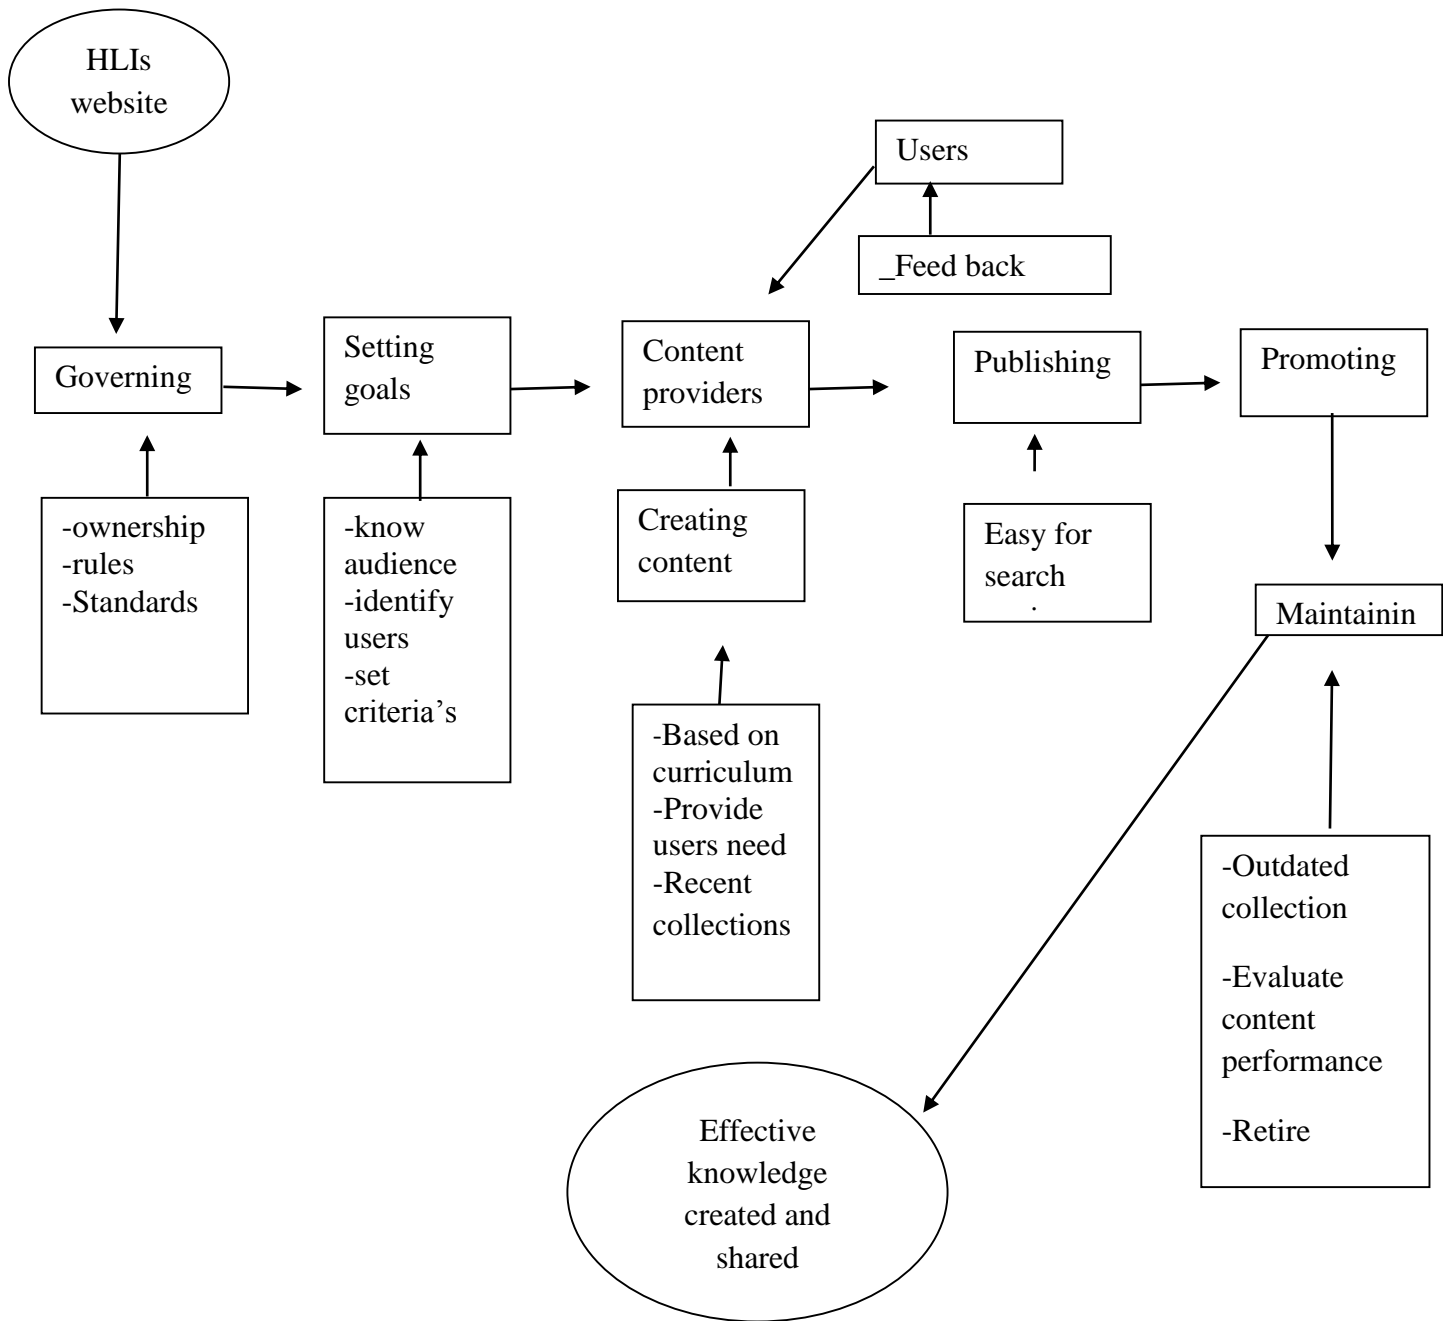 HLIs
website
Users
_Feed back
Governing
Setting
goals
Content
providers
Publishing
Promoting
-ownership
-rules
-Standards
-know
audience
-identify
users
-set
criteria’s
Creating
content
Easy for
search
.
Maintainin
-Based on
curriculum
-Provide
users need
-Recent
collections
-Outdated
collection
-Evaluate
content
performance
-Retire
Effective
knowledge
created and
shared